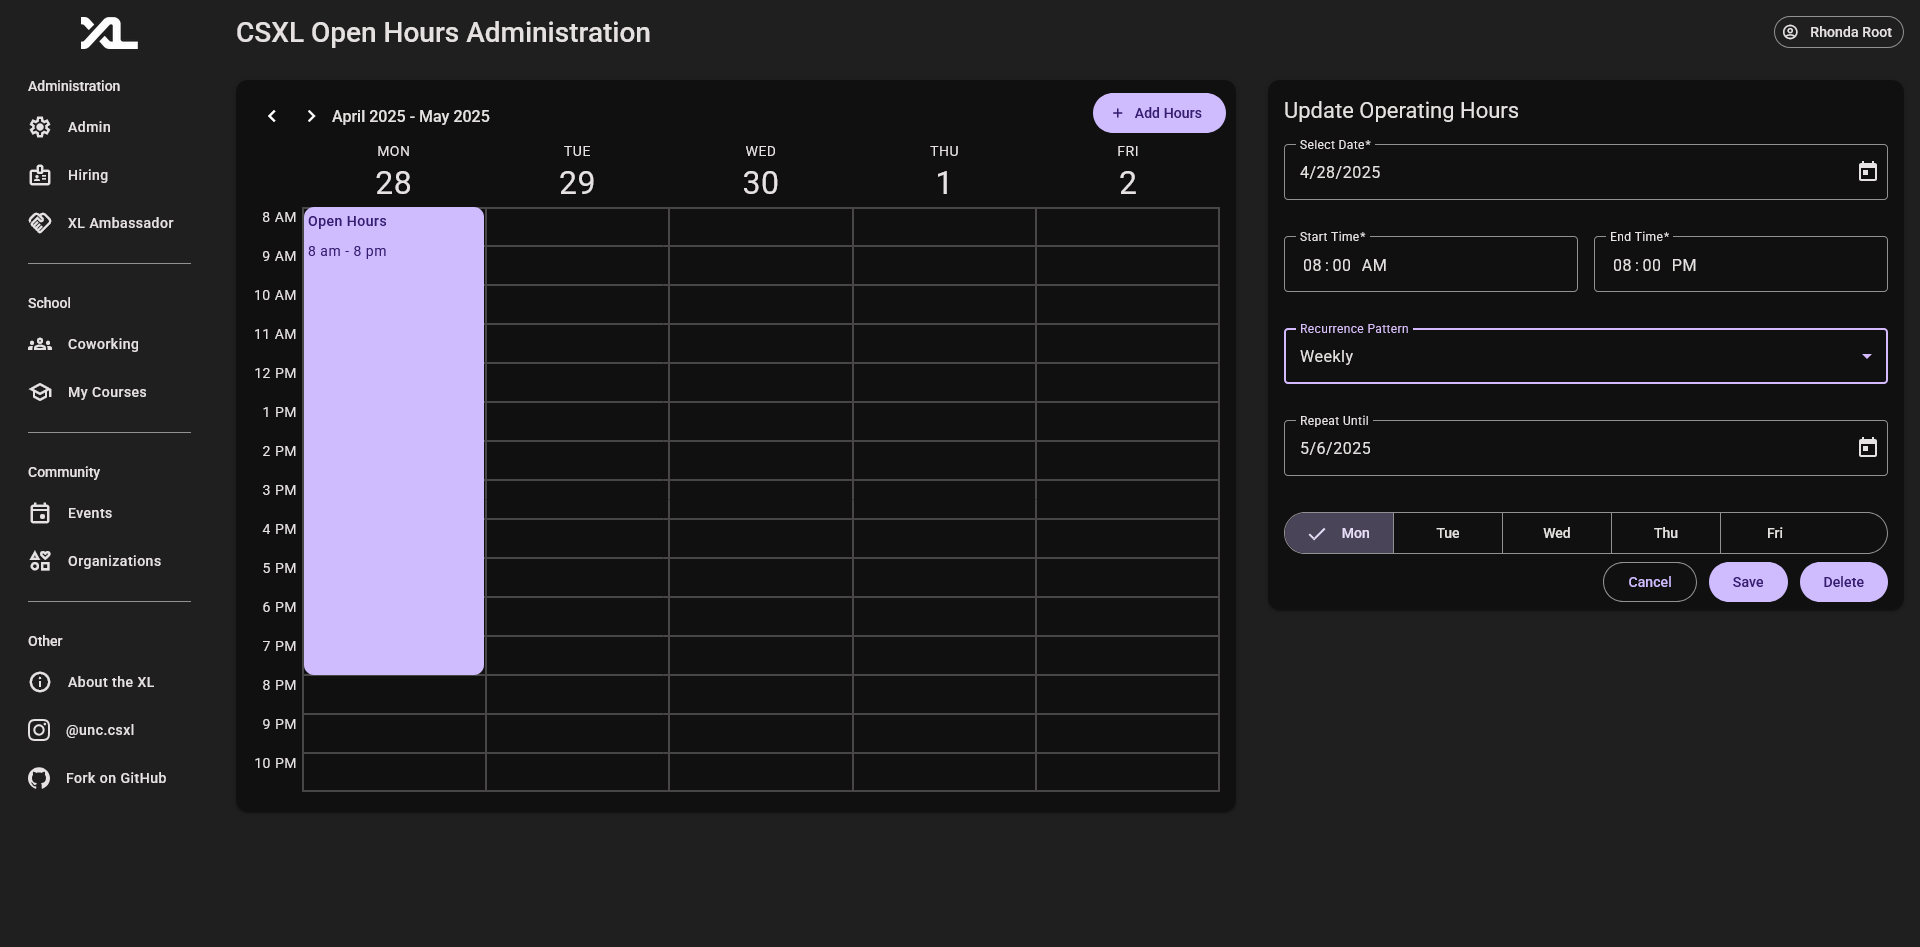 XL
CSXL Open Hours Administration
Rhonda Root
Administration
Admin
Hiring
XL Ambassador
School
Coworking
My Courses
Community
Events
Organizations
Other
About the XL
@unc.csxl
Fork on GitHub
April 2025 - May 2025
Add Hours
MON TUE WED THU FRI
28 29 30 1 2
8 AM
9 AM
10 AM
11 AM
12 PM
1 PM
2 PM
3 PM
4 PM
5 PM
6 PM
7 PM
8 PM
9 PM
10 PM
Open Hours
8 am - 8 pm
Update Operating Hours
Select Date*
4/28/2025
Start Time*
08:00 AM
End Time*
08:00 PM
Recurrence Pattern
Weekly
Repeat Until
5/6/2025
Mon Tue Wed Thu Fri
Cancel Save Delete